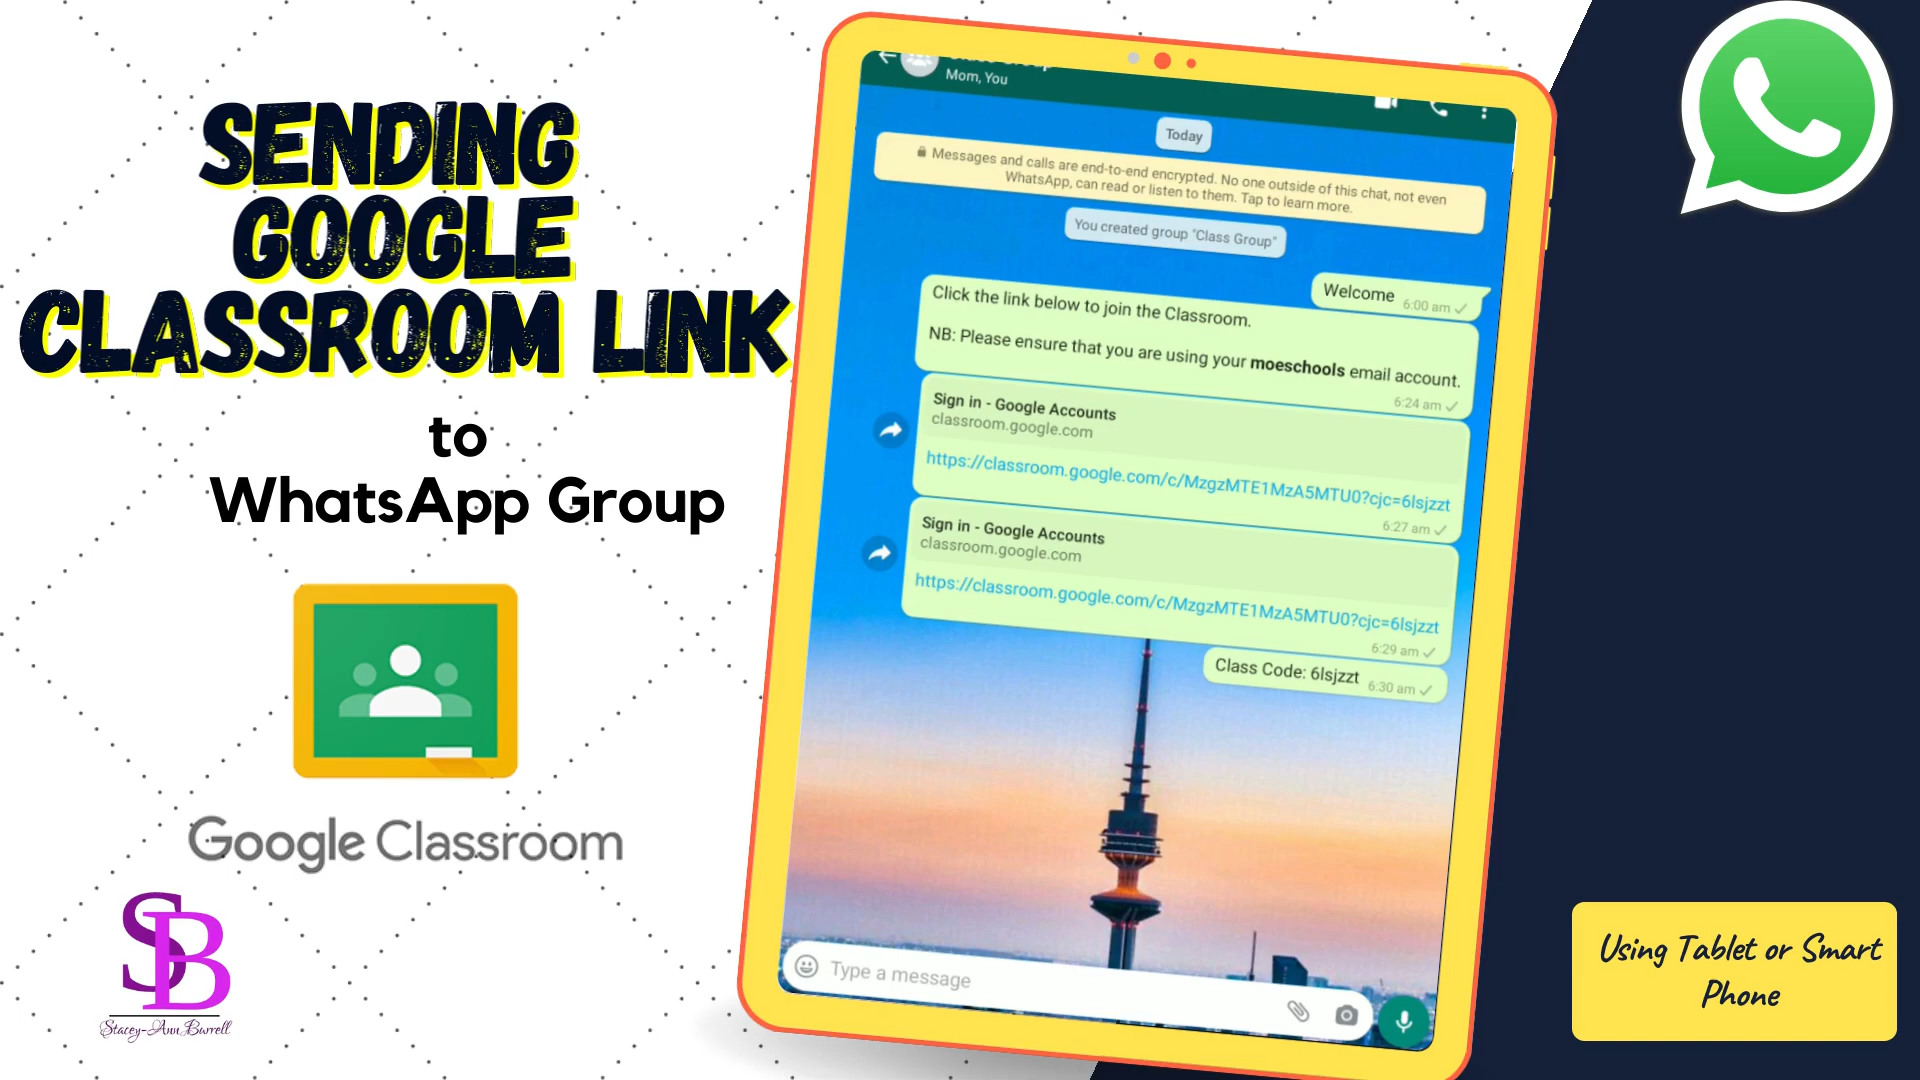 SENDING
GOOGLE
CLASSROOM LINK
to
WhatsApp Group
Google Classroom
SB
Stacey-Ann Barrell
Mom, You
Today
Messages and calls are end-to-end encrypted. No one outside of this chat, not even
WhatsApp, can read or listen to them. Tap to learn more.
You created group "Class Group"
Welcome 6:00 am
Click the link below to join the Classroom.
NB: Please ensure that you are using your moeschools email account.
6:24 am
Sign in - Google Accounts
classroom.google.com
https://classroom.google.com/c/MzgzMTE1MzA5MTU0?cjc=6lsjzzt
6:27 am
Sign in - Google Accounts
classroom.google.com
https://classroom.google.com/c/MzgzMTE1MzA5MTU0?cjc=6lsjzzt
6:29 am
Class Code: 6lsjzzt 6:30 am
Type a message
Using Tablet or Smart
Phone